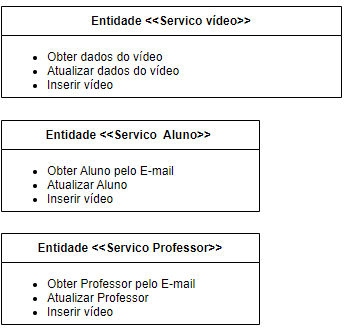 Entidade <<Servico vídeo>>
Obter dados do vídeo
Atualizar dados do vídeo
Inserir vídeo
Entidade <<Servico Aluno>>
Obter Aluno pelo E-mail
Atualizar Aluno
Inserir vídeo
Entidade <<Servico Professor>>
Obter Professor pelo E-mail
Atualizar Professor
Inserir vídeo